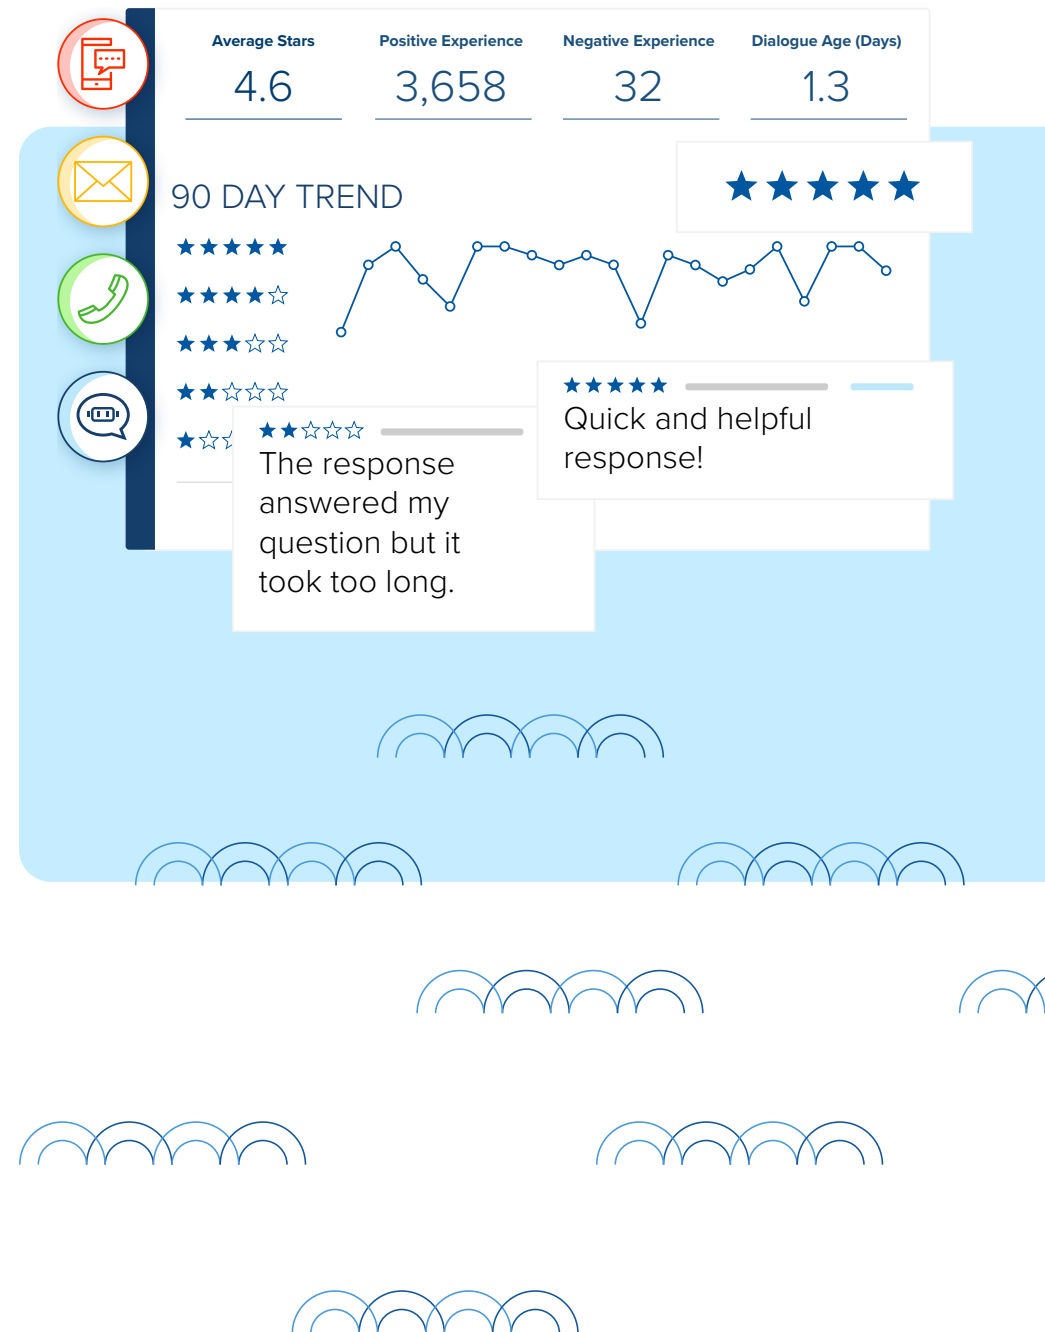 Average Stars
Positive Experience
Negative Experience
Dialogue Age (Days)
4.6
3,658
32
1.3
90 DAY TREND
The response
answered my
question but it
took too long.
Quick and helpful
response!